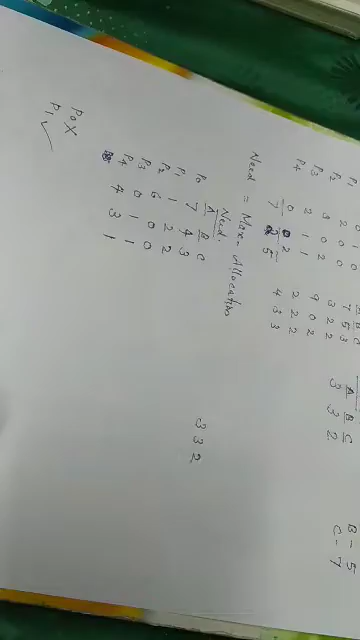 A B C
B - 5
3 3 2
C - 7
P1 2 0 0 7 5 3
P2 3 0 2 3 2 2
P3 2 1 1 9 0 2
P4 0 0 2 2 2 2
7 2 5 4 3 3
Need = Max - Allocation
Need.
A B C
P0 7 4 3
P1 1 2 2
P2 6 0 0
P3 0 1 1
P4 4 3 1
3 3 2
P0 X
P1 ✓